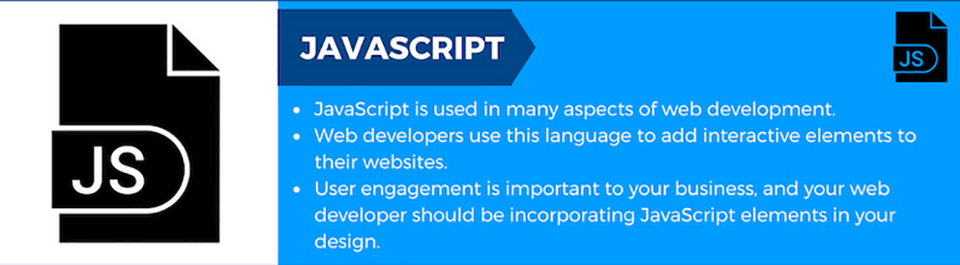 JS
JAVASCRIPT
JS
• JavaScript is used in many aspects of web development.
• Web developers use this language to add interactive elements to
their websites.
• User engagement is important to your business, and your web
developer should be incorporating JavaScript elements in your
design.